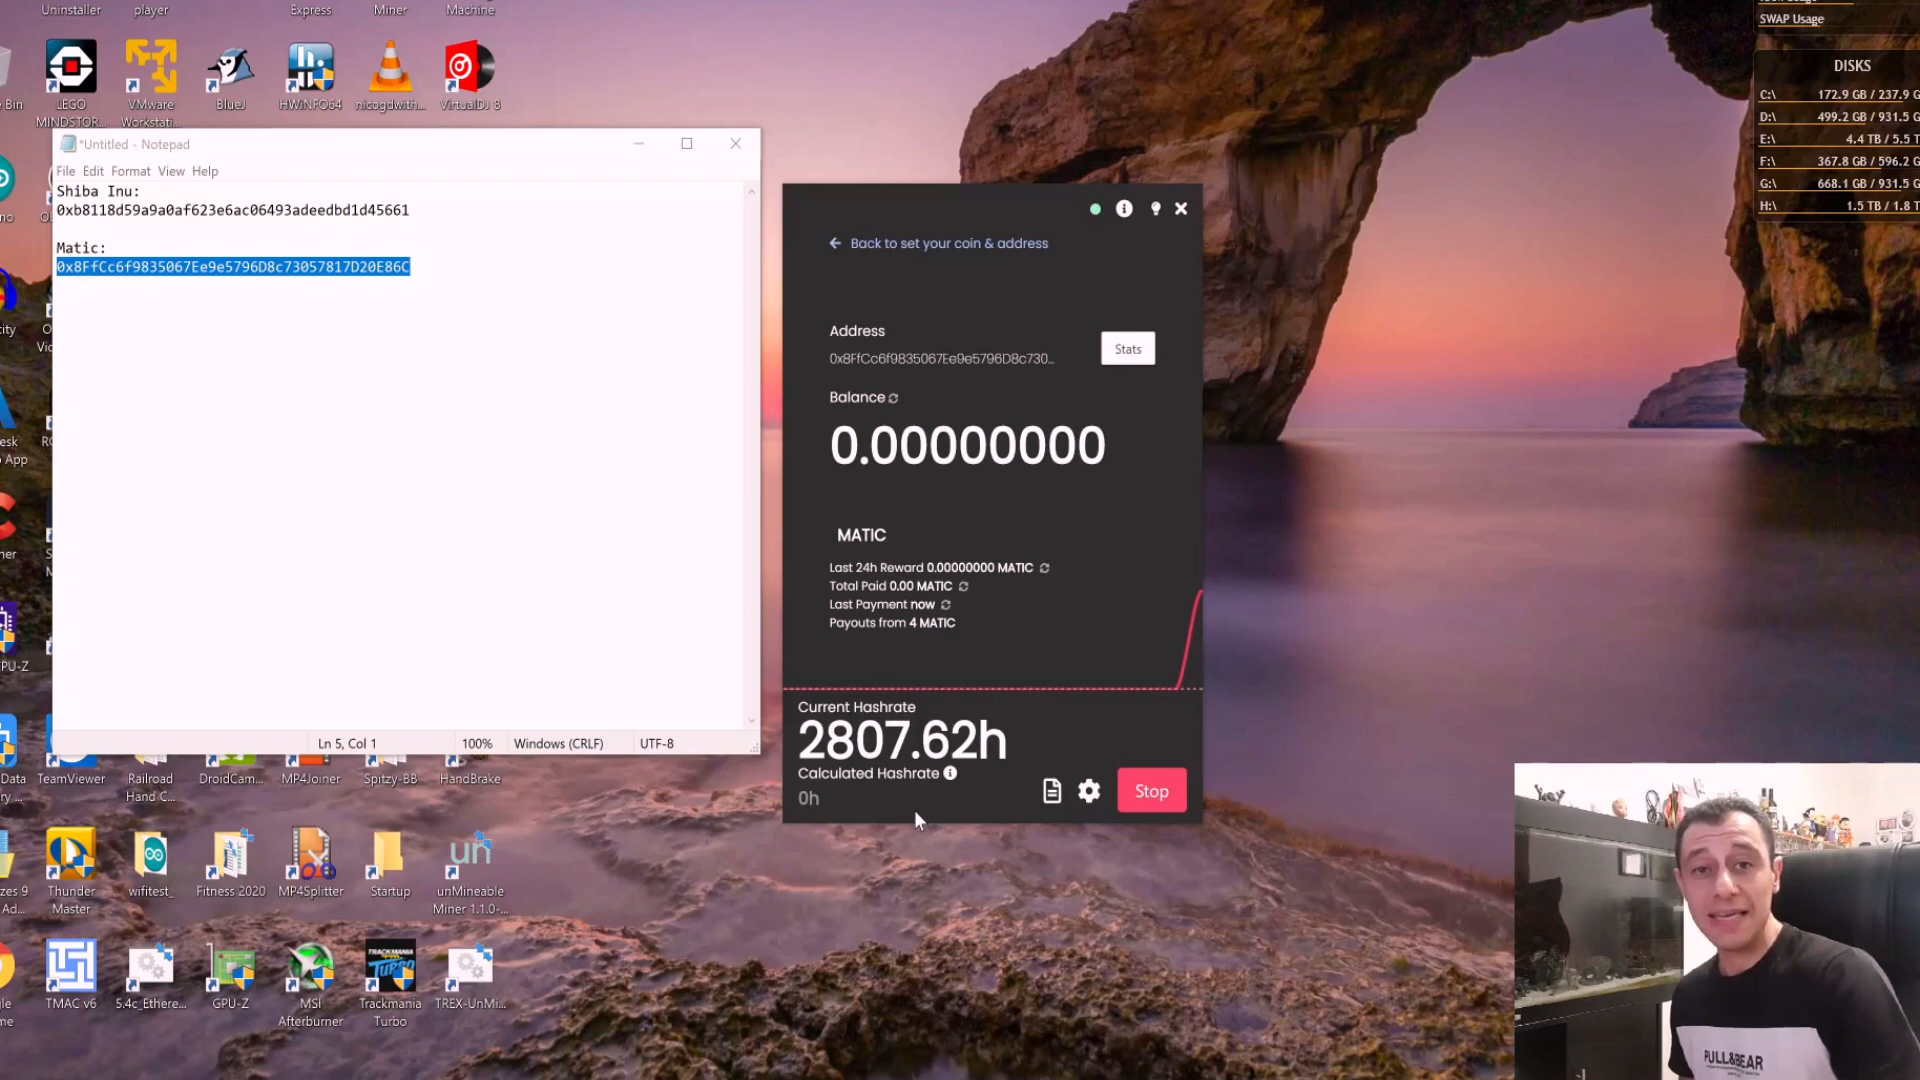 Uninstaller
player
Express
Miner
Machine
SWAP Usage
DISKS
C:\ 172.9 GB / 237.9 G
D:\ 499.2 GB / 931.5 G
E:\ 4.4 TB / 5.5 T
F:\ 367.8 GB / 596.2 G
G:\ 668.1 GB / 931.5 G
H:\ 1.5 TB / 1.8 T
Bin
LEGO MINDSTOR...
VMware Workstati...
BlueJ
HWiNFO64
nicogdwith...
VirtualDJ 8
*Untitled - Notepad
File Edit Format View Help
Shiba Inu:
0xb8118d59a9a0af623e6ac06493adeedbd1d45661
Matic:
0x8FfCc6f9835067Ee9e5796D8c73057817D20E86C
Ln 5, Col 1
100%
Windows (CRLF)
UTF-8
Back to set your coin & address
Address
0x8FfCc6f9835067Ee9e5796D8c730...
Stats
Balance
0.00000000
MATIC
Last 24h Reward 0.00000000 MATIC
Total Paid 0.00 MATIC
Last Payment now
Payouts from 4 MATIC
Current Hashrate
2807.62h
Calculated Hashrate
0h
Stop
TeamViewer
Railroad Hand C...
DroidCam...
MP4Joiner
Spitzy-BB
HandBrake
Thunder Master
wifitest_
Fitness 2020
MP4Splitter
Startup
un
unMineable Miner 1.1.0-...
TMAC v6
5.4c_Ethere...
GPU-Z
MSI Afterburner
TRACKMANIA TURBO
Trackmania Turbo
TREX-UnMi...
PULL&BEAR